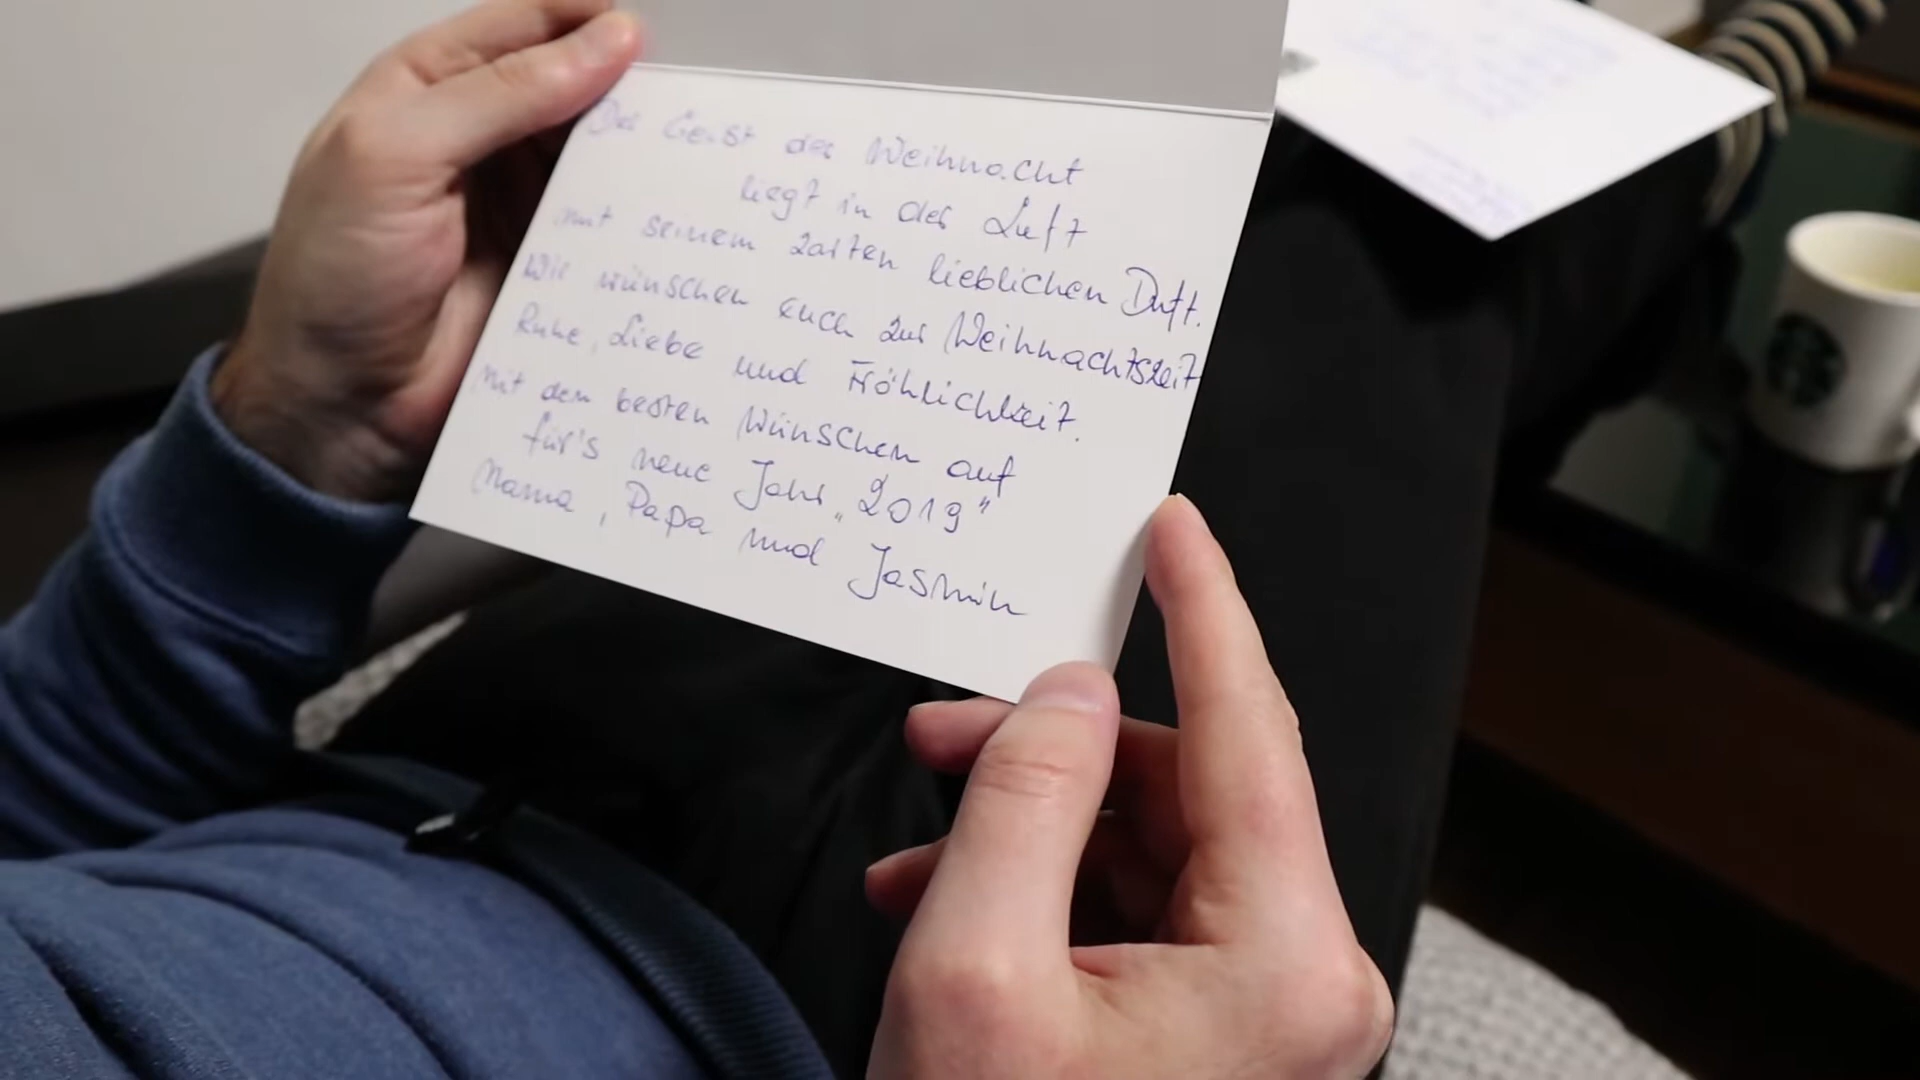 Der Geist der Weihnacht
liegt in der Luft
mit seinem zarten lieblichen Duft.
Wir wünschen euch zur Weihnachtszeit
Ruhe, Liebe und Fröhlichkeit.
Mit den besten Wünschen auf
für's neue Jahr „2019"
Mama, Papa und Jasmin